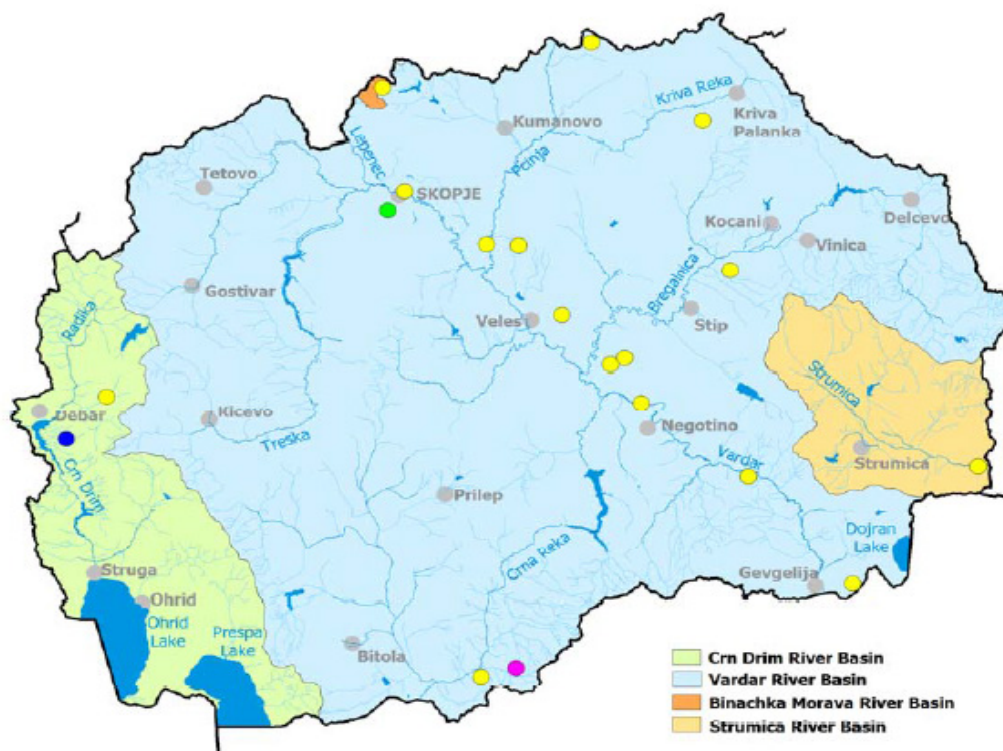 Kriva Reka
Kriva
Palanka
Kumanovo
Pcinja
Lepenec
Tetovo
SKOPJE
Delcevo
Kocani
Vinica
Bregalnica
Gostivar
Radika
Veles
Stip
Strumica
Debar
Kicevo
Treska
Negotino
Strumica
Vardar
Crn Drim
Prilep
Dojran
Lake
Crna Reka
Struga
Gevgelija
Ohrid
Ohrid
Lake
Prespa
Lake
Bitola
Crn Drim River Basin
Vardar River Basin
Binachka Morava River Basin
Strumica River Basin